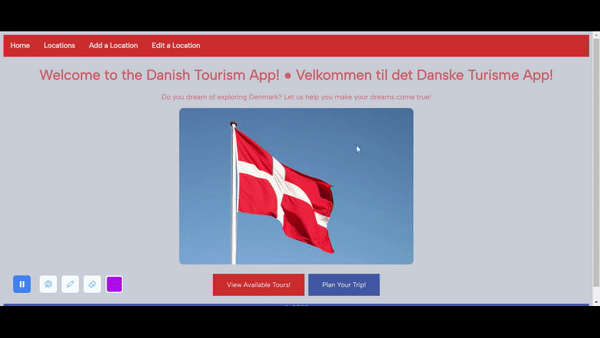 Home Locations Add a Location Edit a Location
Welcome to the Danish Tourism App! ● Velkommen til det Danske Turisme App!
Do you dream of exploring Denmark? Let us help you make your dreams come true!
View Available Tours! Plan Your Trip!